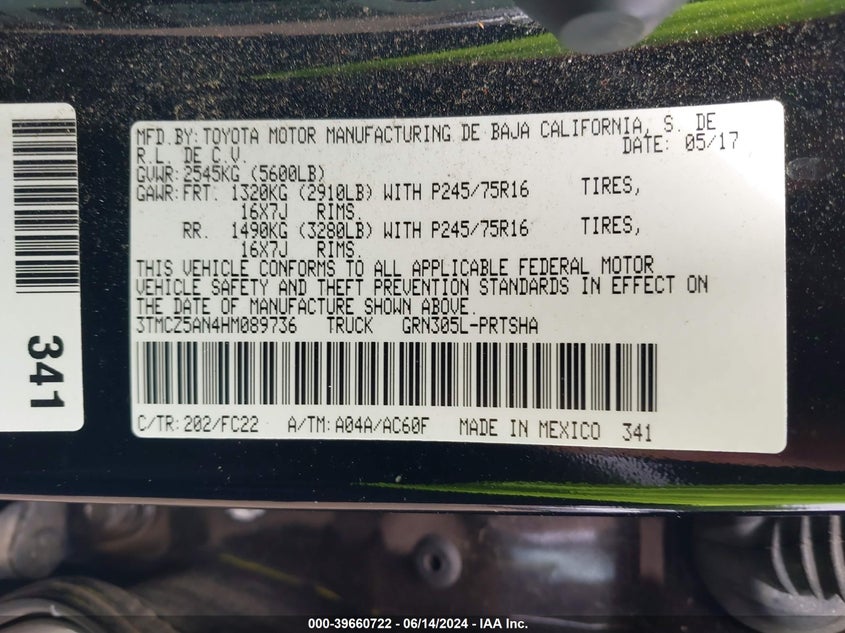 MFD.BY:TOYOTA MOTOR MANUFACTURING DE BAJA CALIFORNIA, S. DE
R.L. DE C.V. DATE: 05/17
GVWR:2545KG (5600LB)
GAWR:FRT. 1320KG (2910LB) WITH P245/75R16 TIRES,
16X7J RIMS.
RR. 1490KG (3280LB) WITH P245/75R16 TIRES,
16X7J RIMS.
THIS VEHICLE CONFORMS TO ALL APPLICABLE FEDERAL MOTOR
VEHICLE SAFETY AND THEFT PREVENTION STANDARDS IN EFFECT ON
THE DATE OF MANUFACTURE SHOWN ABOVE.
3TMCZ5AN4HM089736 TRUCK GRN305L-PRTSHA
C/TR:202/FC22 A/TM:A04A/AC60F MADE IN MEXICO 341
341
000-39660722 - 06/14/2024 - IAA Inc.